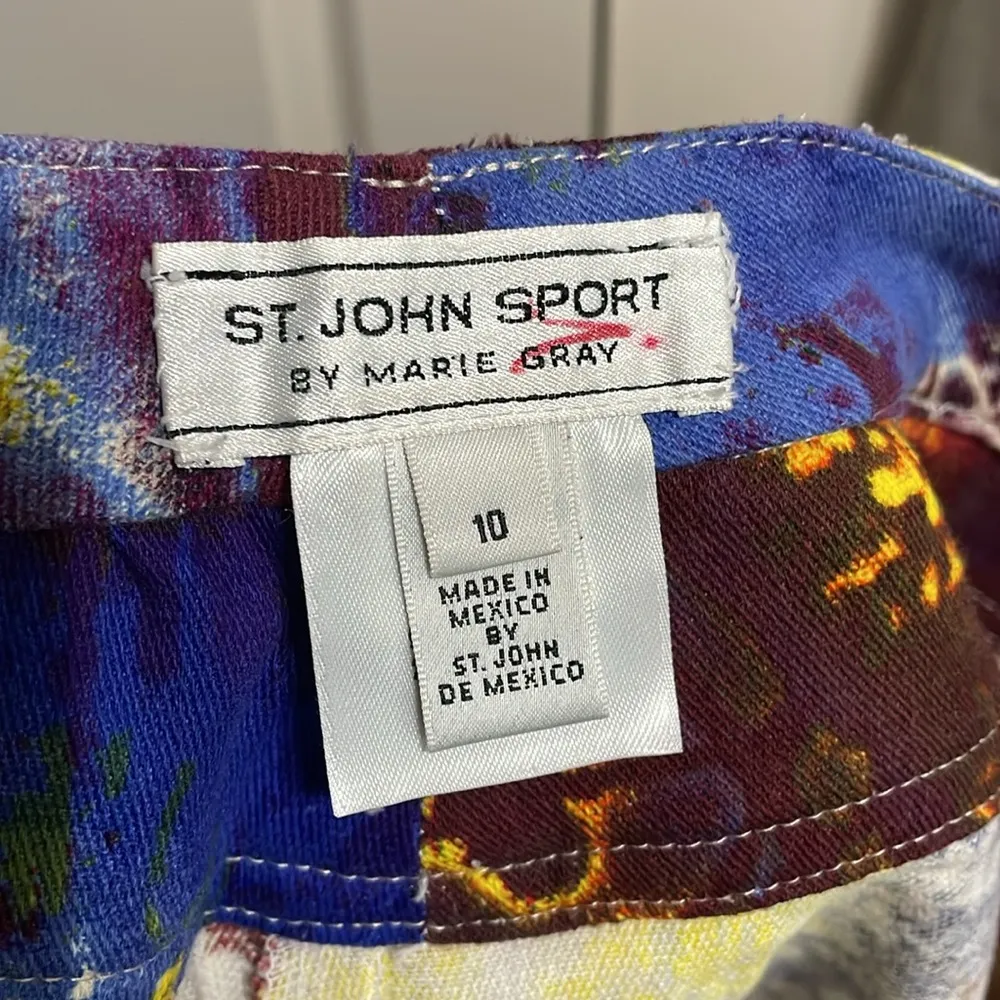 ST. JOHN SPORT
BY MARIE GRAY
10
MADE IN
MEXICO
BY
ST. JOHN
DE MEXICO